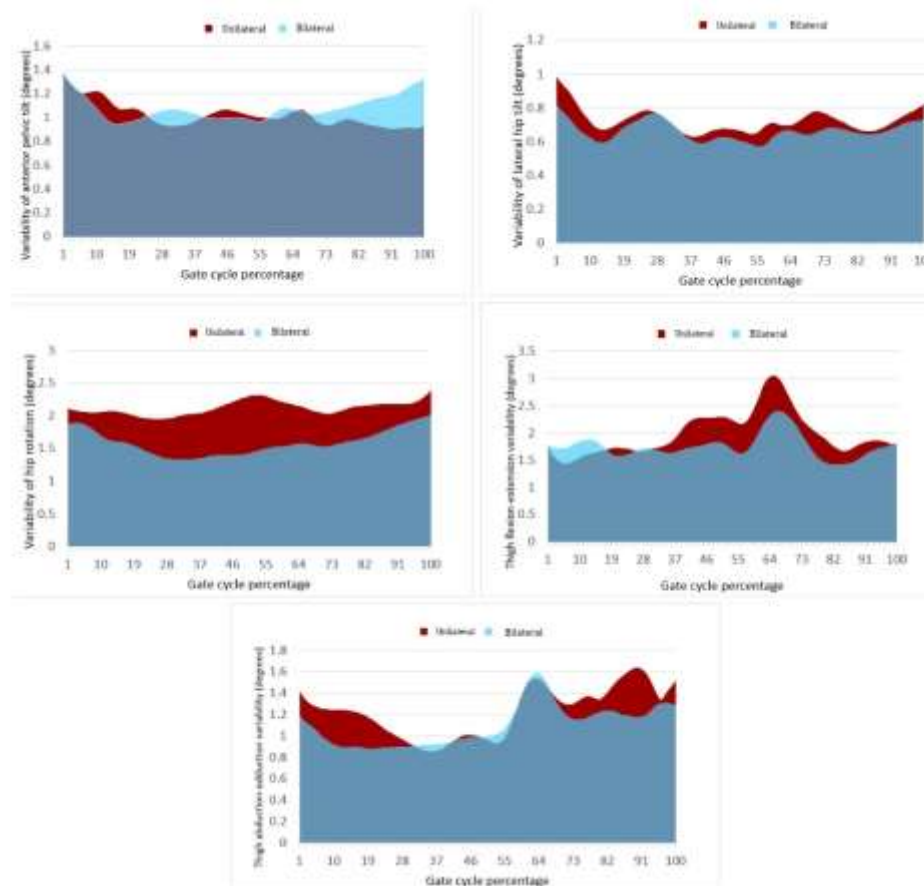 Unilateral Bilateral
Variability of anterior pelvic tilt (degrees)
1.6
1.4
1.2
1
0.8
0.6
0.4
0.2
0
1 10 19 28 37 46 55 64 73 82 91 100
Gate cycle percentage
Unilateral Bilateral
Variability of lateral hip tilt (degrees)
1.2
1
0.8
0.6
0.4
0.2
0
1 10 19 28 37 46 55 64 73 82 91 100
Gate cycle percentage
Unilateral Bilateral
Variability of hip rotation (degrees)
3
2.5
2
1.5
1
0.5
0
1 10 19 28 37 46 55 64 73 82 91 100
Gate cycle percentage
Unilateral Bilateral
Thigh flexion-extension variability (degrees)
3.5
3
2.5
2
1.5
1
0.5
0
1 10 19 28 37 46 55 64 73 82 91 100
Gate cycle percentage
Unilateral Bilateral
Thigh abduction-adduction variability (degrees)
1.8
1.6
1.4
1.2
1
0.8
0.6
0.4
0.2
0
1 10 19 28 37 46 55 64 73 82 91 100
Gate cycle percentage